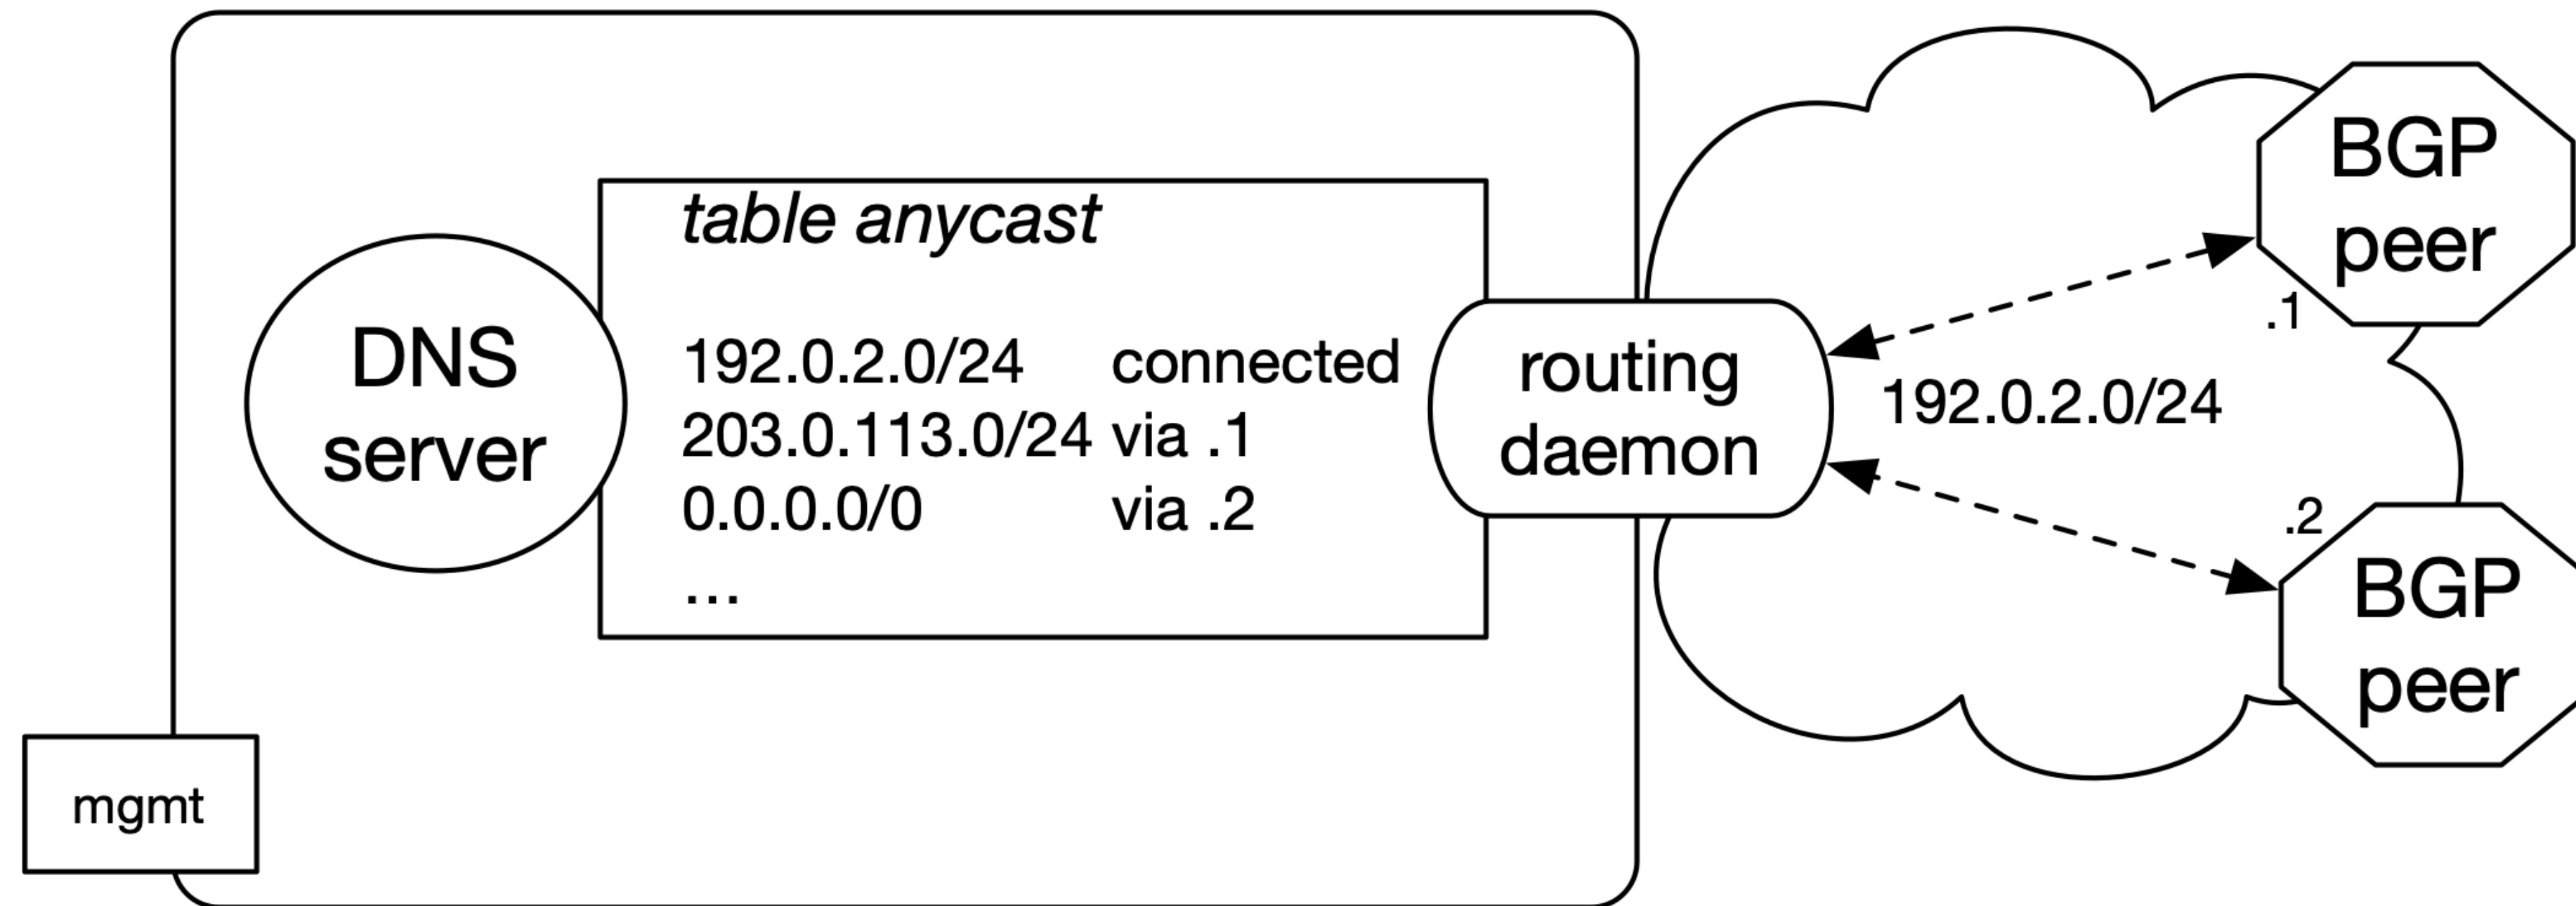 table anycast
DNS
server
192.0.2.0/24 connected
203.0.113.0/24 via .1
0.0.0.0/0 via .2
...
routing
daemon
192.0.2.0/24
BGP
peer
.1
.2
BGP
peer
mgmt